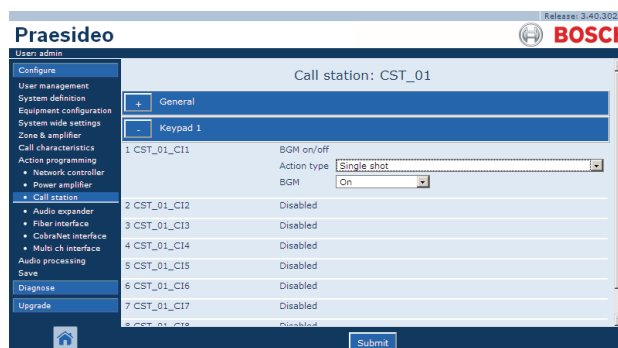 Release: 3.40.302
Praesideo
BOSCH
User: admin
Configure
User management
System definition
Equipment configuration
System wide settings
Zone & amplifier
Call characteristics
Action programming
• Network controller
• Power amplifier
• Call station
• Audio expander
• Fiber interface
• CobraNet interface
• Multi ch interface
Audio processing
Save
Diagnose
Upgrade
Call station: CST_01
+ General
- Keypad 1
1 CST_01_CI1 BGM on/off
Action type Single shot
BGM On
2 CST_01_CI2 Disabled
3 CST_01_CI3 Disabled
4 CST_01_CI4 Disabled
5 CST_01_CI5 Disabled
6 CST_01_CI6 Disabled
7 CST_01_CI7 Disabled
8 CST_01_CI8 Disabled
Submit